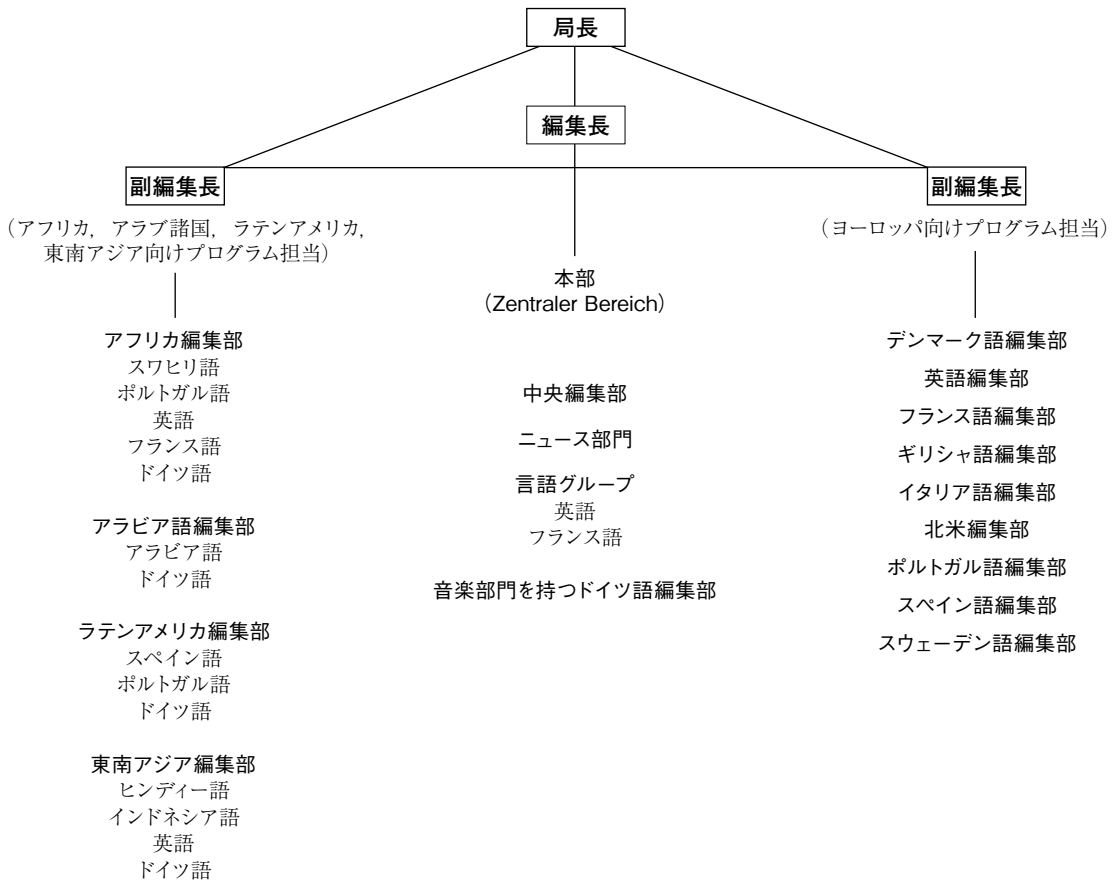 局長
編集長
副編集長
(アフリカ，アラブ諸国，ラテンアメリカ，
東南アジア向けプログラム担当)
アフリカ編集部
スワヒリ語
ポルトガル語
英語
フランス語
ドイツ語
アラビア語編集部
アラビア語
ドイツ語
ラテンアメリカ編集部
スペイン語
ポルトガル語
ドイツ語
東南アジア編集部
ヒンディー語
インドネシア語
英語
ドイツ語
本部
(Zentraler Bereich)
中央編集部
ニュース部門
言語グループ
英語
フランス語
音楽部門を持つドイツ語編集部
副編集長
(ヨーロッパ向けプログラム担当)
デンマーク語編集部
英語編集部
フランス語編集部
ギリシャ語編集部
イタリア語編集部
北米編集部
ポルトガル語編集部
スペイン語編集部
スウェーデン語編集部